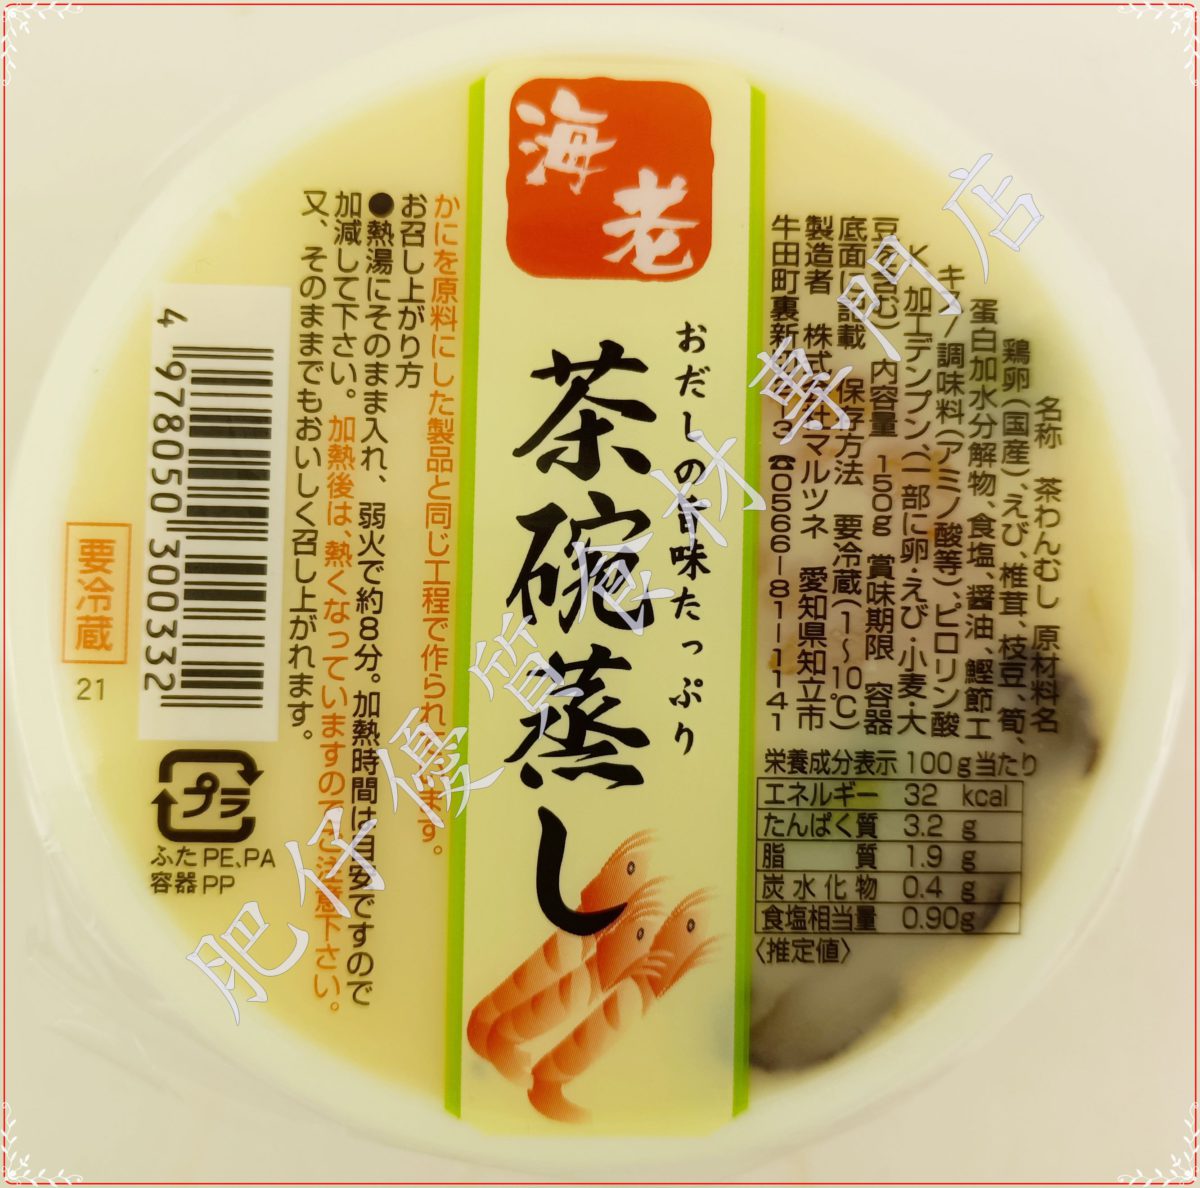 海老
おだしの旨味たっぷり
茶碗蒸し
名称 茶わんむし 原材料名
鶏卵(国産)、えび、椎茸、枝豆、筍、
蛋白加水分解物、食塩、醤油、鰹節エ
キス/調味料(アミノ酸等)、ピロリン酸
K、加工デンプン、(一部に卵・えび・小麦・大
豆を含む) 内容量 150g 賞味期限 容器
底面に記載 保存方法 要冷蔵(1〜10℃)
製造者 株式会社マルツネ 愛知県知立市
牛田町裏新
☎0566-81-1141
栄養成分表示 100g当たり
エネルギー 32 kcal
たんぱく質 3.2 g
脂質 1.9 g
炭水化物 0.4 g
食塩相当量 0.90g
〈推定値〉
かにを原料にした製品と同じ工程で作られています。
お召し上がり方
●熱湯にそのまま入れ、弱火で約8分。加熱時間は目安ですので
加減して下さい。加熱後は、熱くなっていますのでご注意下さい。
又、そのままでもおいしく召し上がれます。
4 978050 300332
要冷蔵
21
プラ
ふた PE、PA
容器 PP
肥仔優質食材專門店